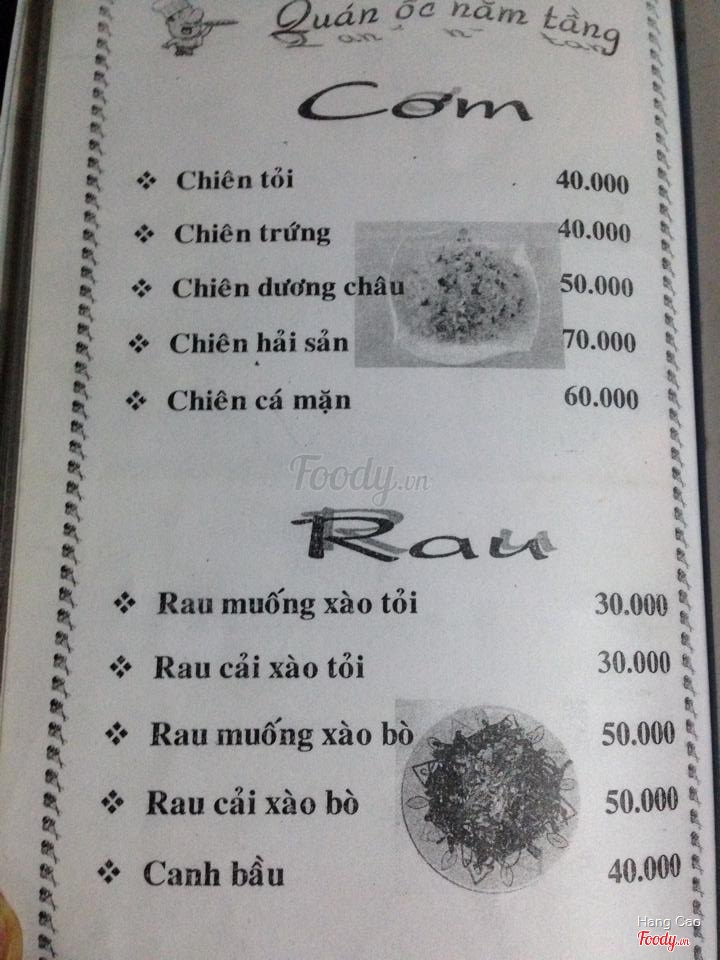 Quán ốc năm tầng
Cơm
❖ Chiên tỏi 40.000
❖ Chiên trứng 40.000
❖ Chiên dương châu 50.000
❖ Chiên hải sản 70.000
❖ Chiên cá mặn 60.000
Foody.vn
Rau
❖ Rau muống xào tỏi 30.000
❖ Rau cải xào tỏi 30.000
❖ Rau muống xào bò 50.000
❖ Rau cải xào bò 50.000
❖ Canh bầu 40.000
Hang Cao
Foody.vn